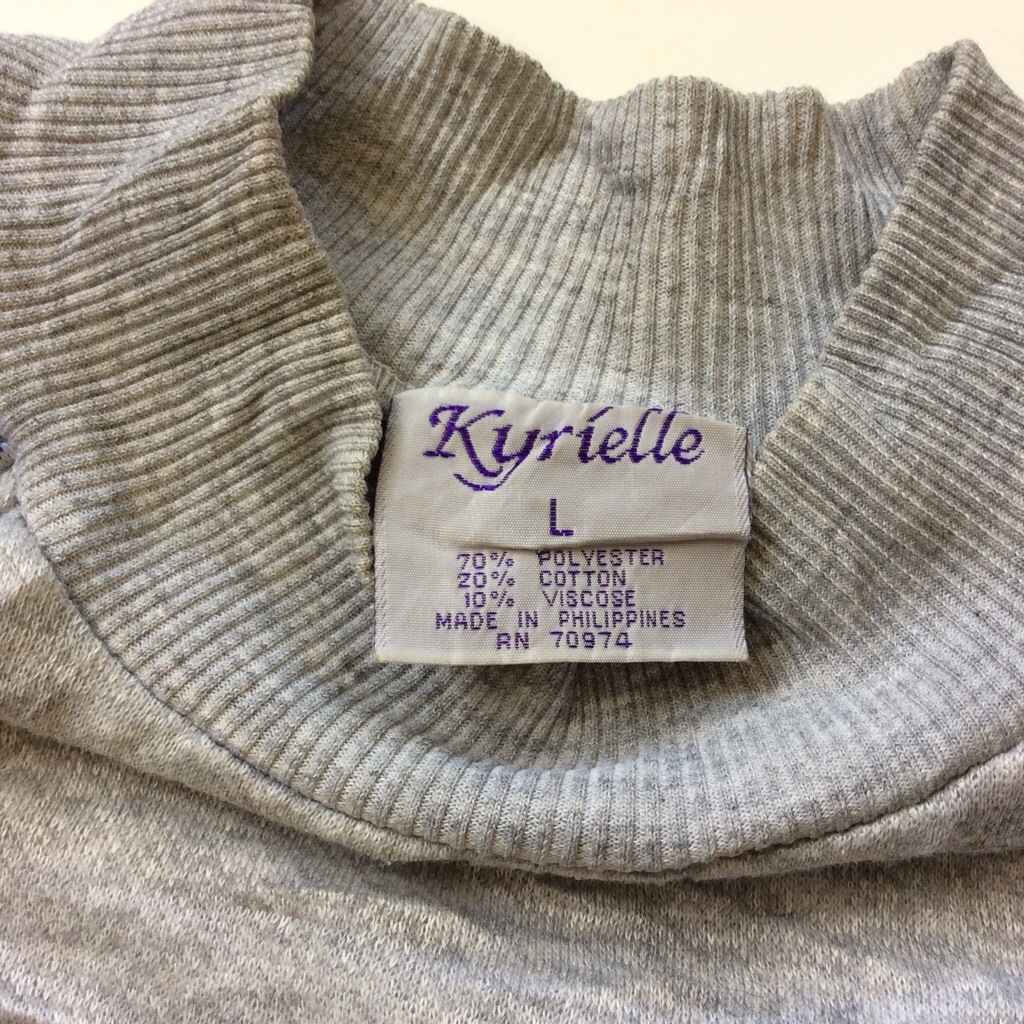 Kyrielle
L
70% POLYESTER
20% COTTON
10% VISCOSE
MADE IN PHILIPPINES
RN 70974